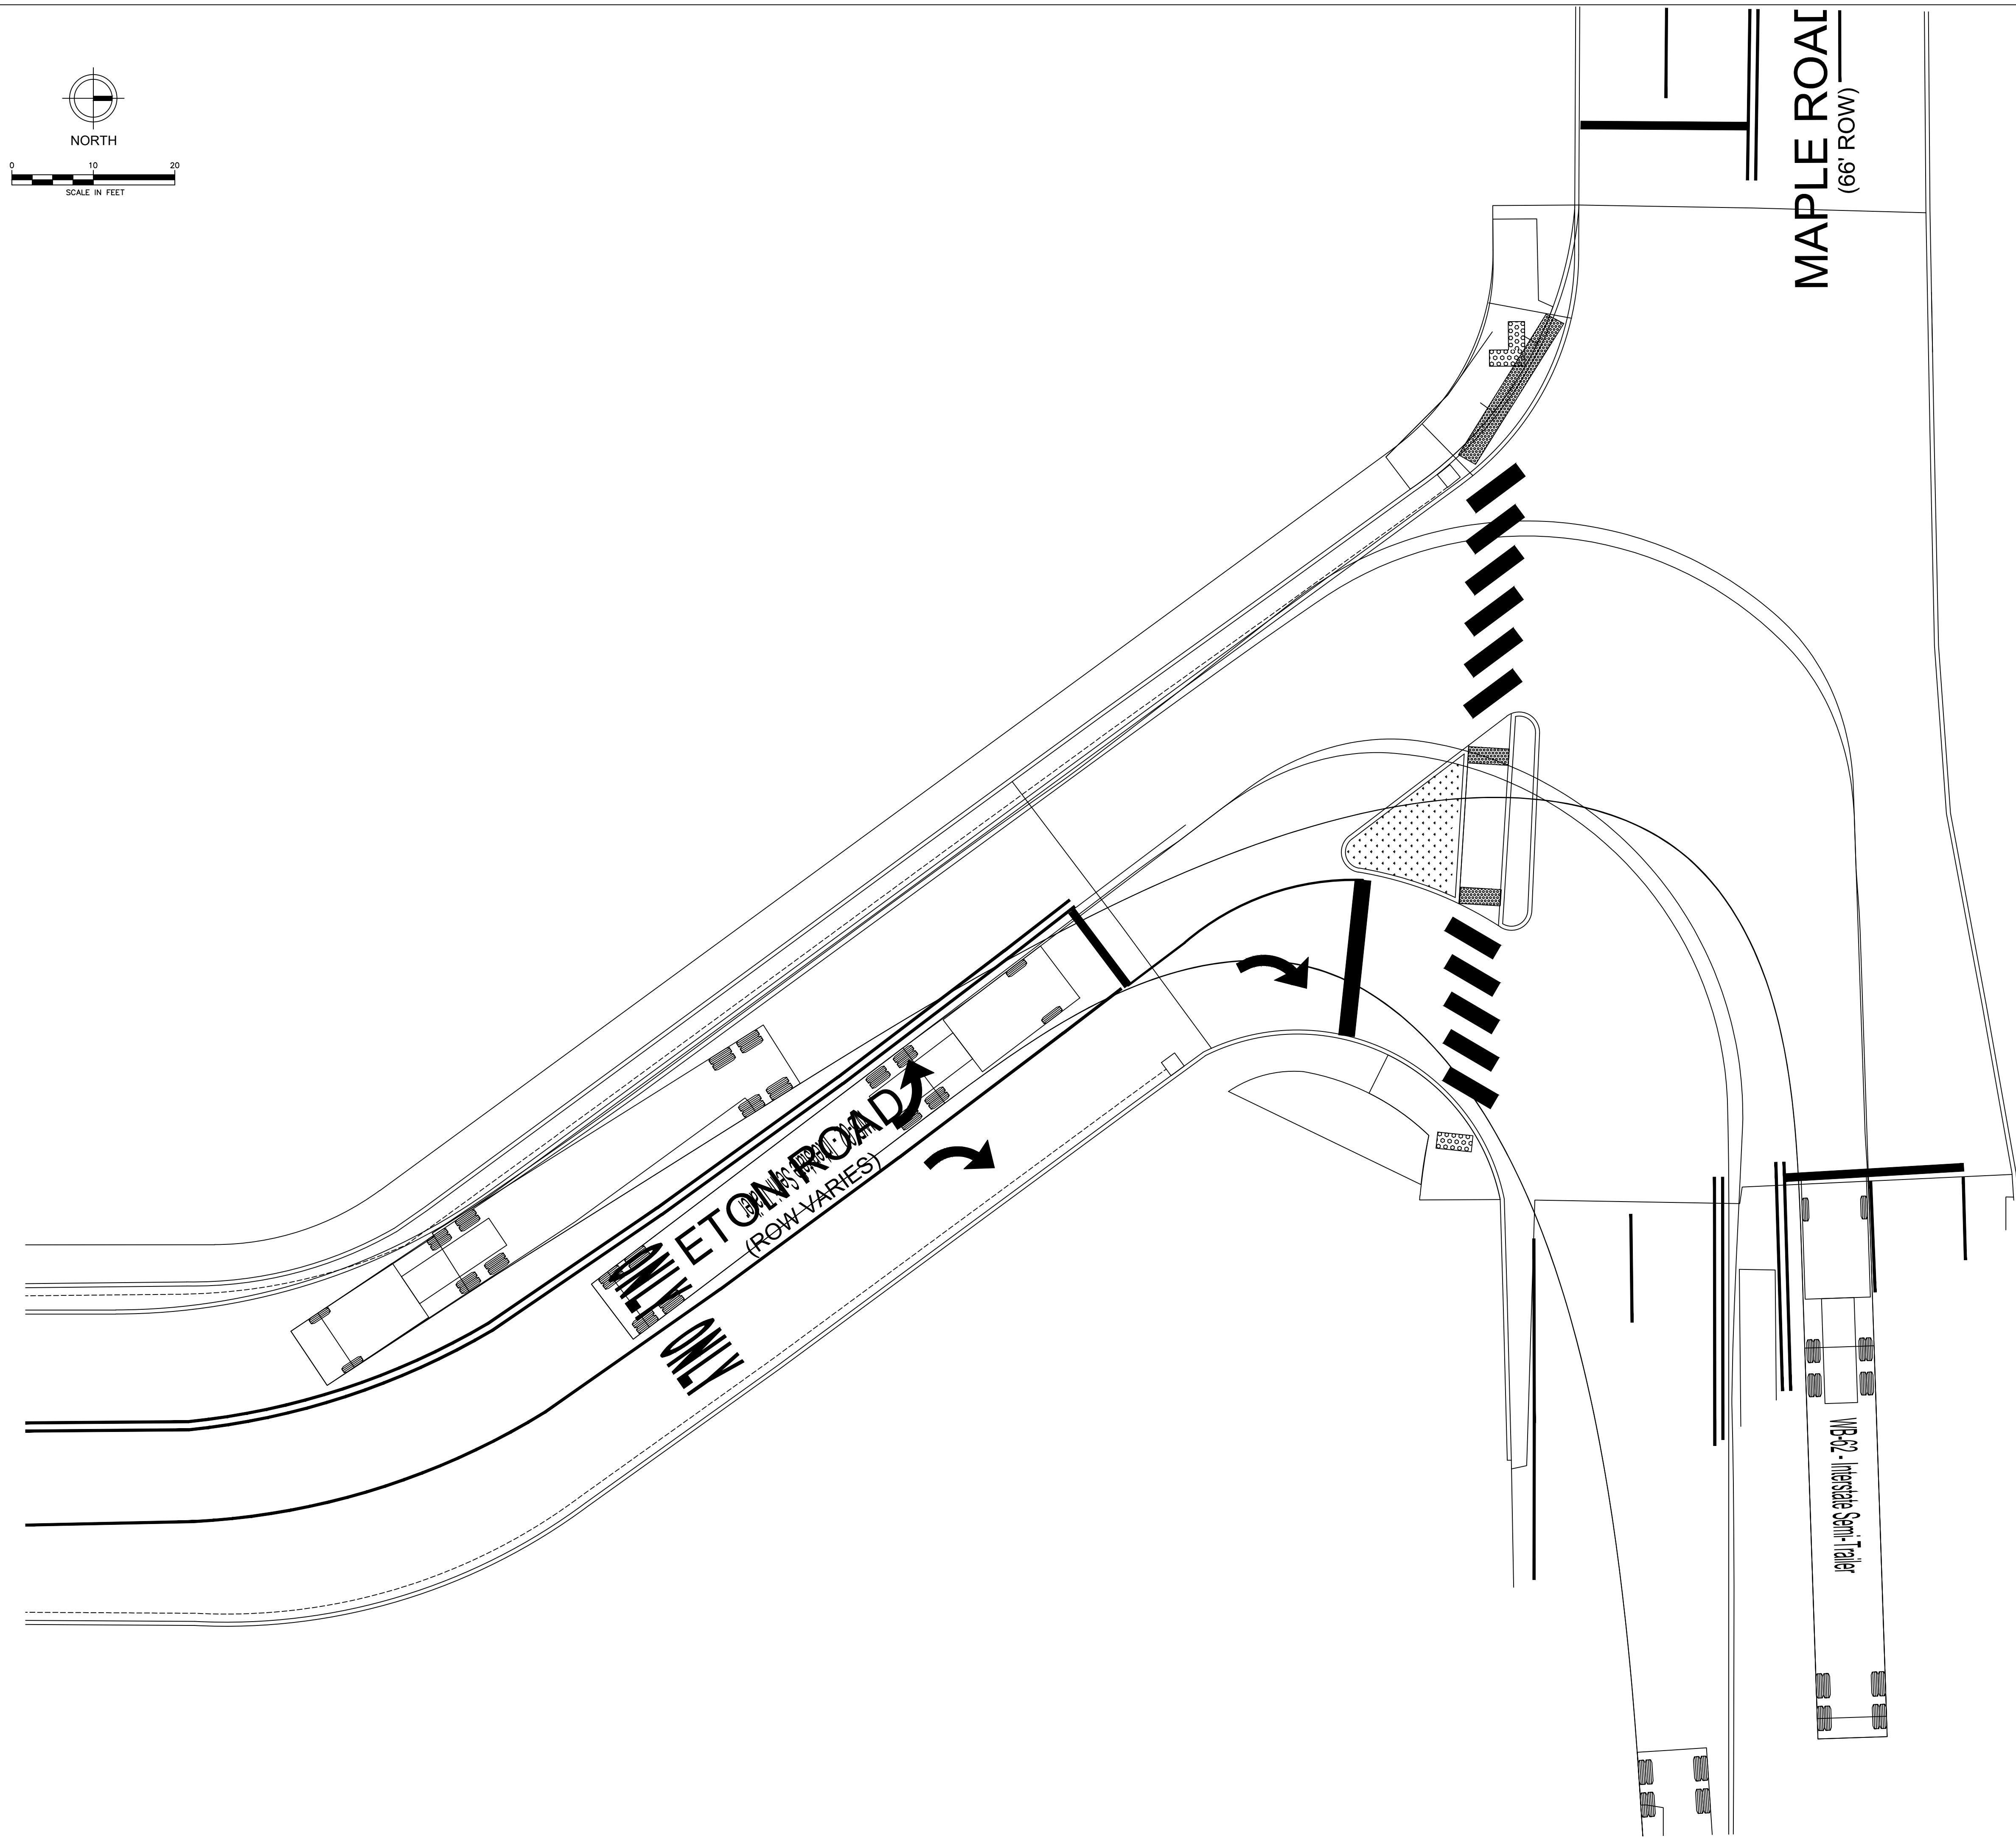 NORTH
0 10 20
SCALE IN FEET
MAPLE ROAD
(66' ROW)
ETON ROAD
(ROW VARIES)
ONLY
ONLY
WB-62 - Interstate Semi-Trailer